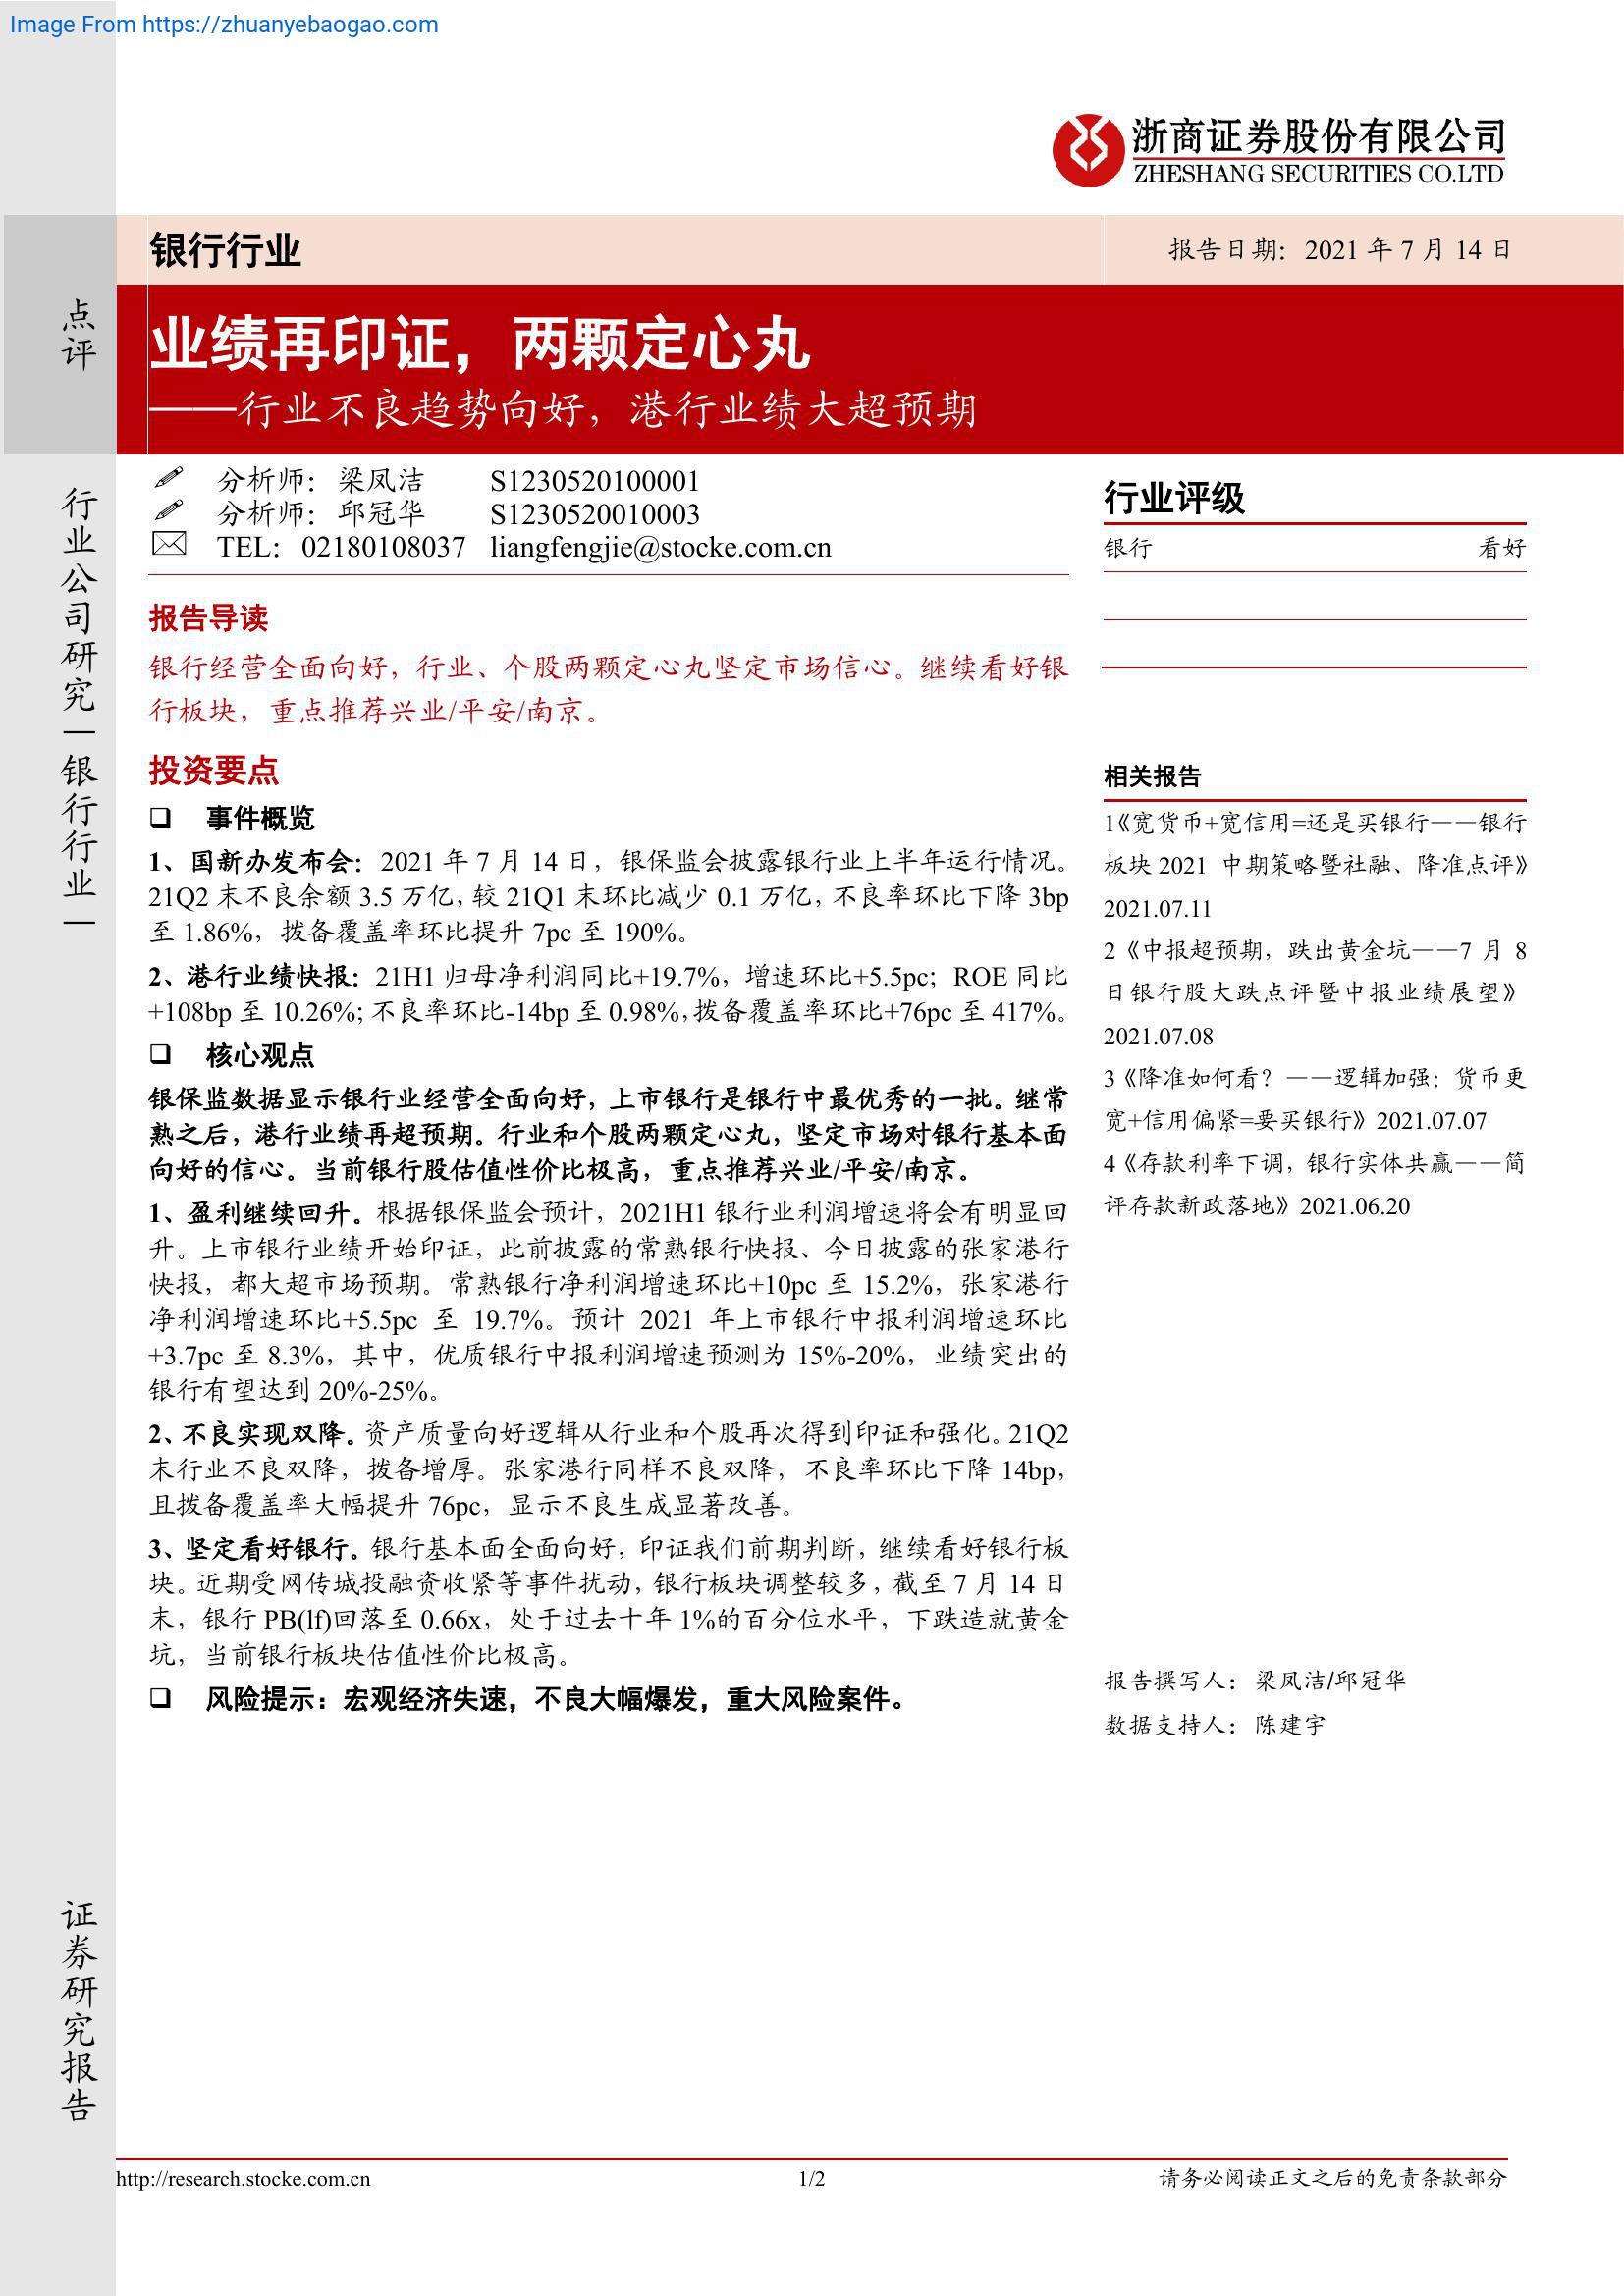 Image From https://zhuanyebaogao.com
浙商证券股份有限公司
ZHESHANG SECURITIES CO.LTD
银行行业
报告日期：2021 年 7 月 14 日
点评
业绩再印证，两颗定心丸
——行业不良趋势向好，港行业绩大超预期
行业公司研究｜银行行业｜
分析师：梁凤洁 S1230520100001
分析师：邱冠华 S1230520010003
TEL：02180108037 liangfengjie@stocke.com.cn
报告导读
银行经营全面向好，行业、个股两颗定心丸坚定市场信心。继续看好银
行板块，重点推荐兴业/平安/南京。
投资要点
❑ 事件概览
1、国新办发布会：2021 年 7 月 14 日，银保监会披露银行业上半年运行情况。
21Q2 末不良余额 3.5 万亿，较 21Q1 末环比减少 0.1 万亿，不良率环比下降 3bp
至 1.86%，拨备覆盖率环比提升 7pc 至 190%。
2、港行业绩快报：21H1 归母净利润同比+19.7%，增速环比+5.5pc；ROE 同比
+108bp 至 10.26%; 不良率环比-14bp 至 0.98%，拨备覆盖率环比+76pc 至 417%。
❑ 核心观点
银保监数据显示银行业经营全面向好，上市银行是银行中最优秀的一批。继常
熟之后，港行业绩再超预期。行业和个股两颗定心丸，坚定市场对银行基本面
向好的信心。当前银行股估值性价比极高，重点推荐兴业/平安/南京。
1、盈利继续回升。根据银保监会预计，2021H1 银行业利润增速将会有明显回
升。上市银行业绩开始印证，此前披露的常熟银行快报、今日披露的张家港行
快报，都大超市场预期。常熟银行净利润增速环比+10pc 至 15.2%，张家港行
净利润增速环比+5.5pc 至 19.7%。预计 2021 年上市银行中报利润增速环比
+3.7pc 至 8.3%，其中，优质银行中报利润增速预测为 15%-20%，业绩突出的
银行有望达到 20%-25%。
2、不良实现双降。资产质量向好逻辑从行业和个股再次得到印证和强化。21Q2
末行业不良双降，拨备增厚。张家港行同样不良双降，不良率环比下降 14bp，
且拨备覆盖率大幅提升 76pc，显示不良生成显著改善。
3、坚定看好银行。银行基本面全面向好，印证我们前期判断，继续看好银行板
块。近期受网传城投融资收紧等事件扰动，银行板块调整较多，截至 7 月 14 日
末，银行 PB(lf)回落至 0.66x，处于过去十年 1%的百分位水平，下跌造就黄金
坑，当前银行板块估值性价比极高。
❑ 风险提示：宏观经济失速，不良大幅爆发，重大风险案件。
行业评级
银行 看好
相关报告
1《宽货币+宽信用=还是买银行——银行
板块 2021 中期策略暨社融、降准点评》
2021.07.11
2《中报超预期，跌出黄金坑——7 月 8
日银行股大跌点评暨中报业绩展望》
2021.07.08
3《降准如何看？——逻辑加强：货币更
宽+信用偏紧=要买银行》2021.07.07
4《存款利率下调，银行实体共赢——简
评存款新政落地》2021.06.20
报告撰写人：梁凤洁/邱冠华
数据支持人：陈建宇
证券研究报告
http://research.stocke.com.cn
1/2
请务必阅读正文之后的免责条款部分